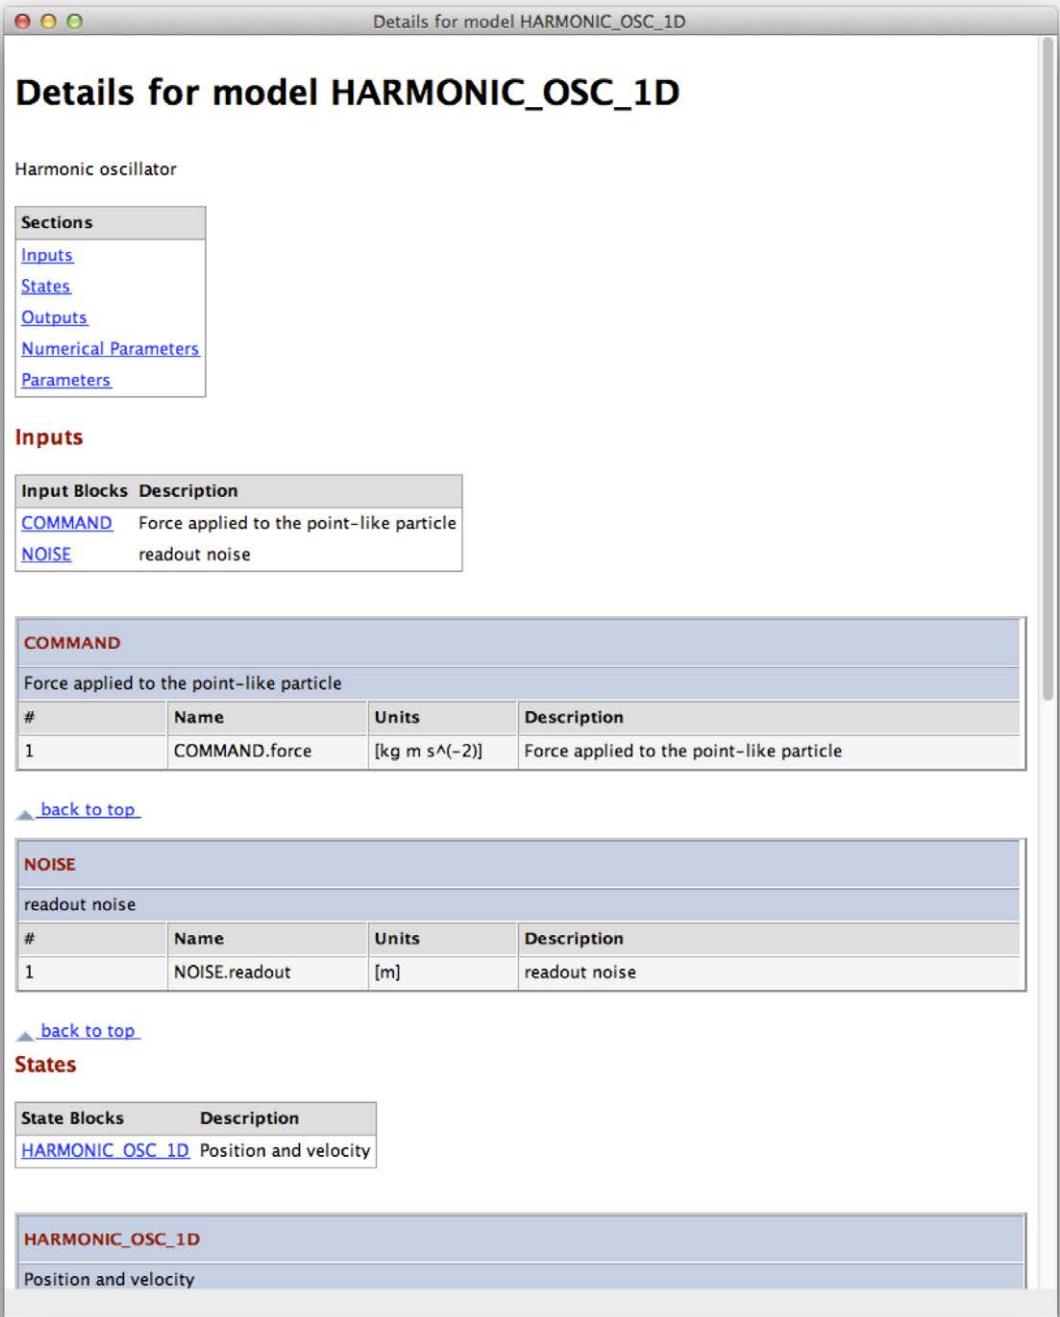 Details for model HARMONIC_OSC_1D
Details for model HARMONIC_OSC_1D
Harmonic oscillator
Sections
Inputs
States
Outputs
Numerical Parameters
Parameters
Inputs
Input Blocks Description
COMMAND Force applied to the point-like particle
NOISE readout noise
COMMAND
Force applied to the point-like particle
# Name Units Description
1 COMMAND.force [kg m s^(-2)] Force applied to the point-like particle
back to top
NOISE
readout noise
# Name Units Description
1 NOISE.readout [m] readout noise
back to top
States
State Blocks Description
HARMONIC_OSC_1D Position and velocity
HARMONIC_OSC_1D
Position and velocity